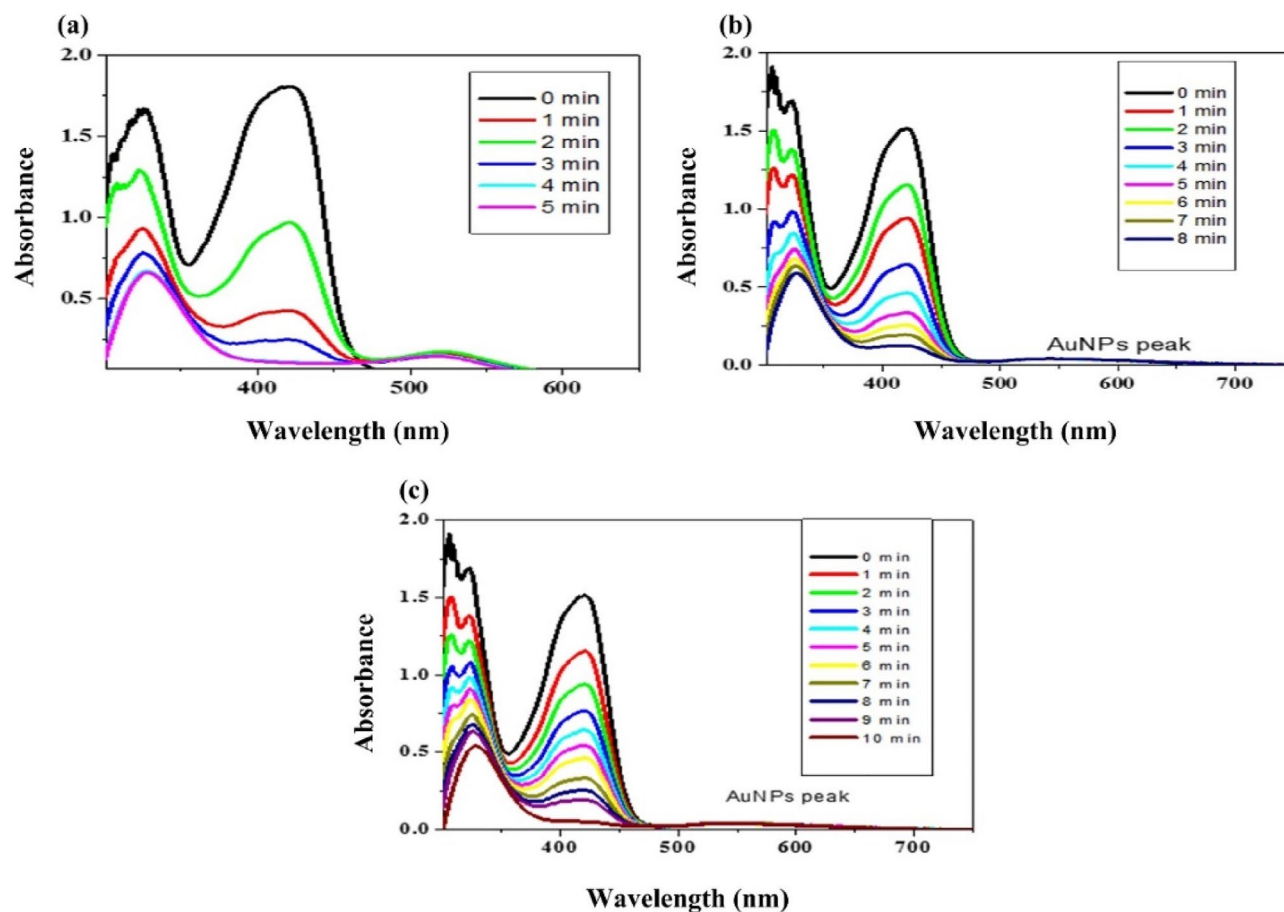 (a)
2.0
1.5
1.0
0.5
400
500
600
Absorbance
Wavelength (nm)
0 min
1 min
2 min
3 min
4 min
5 min
(b)
2.0
1.5
1.0
0.5
0.0
400
500
600
700
Absorbance
Wavelength (nm)
0 min
1 min
2 min
3 min
4 min
5 min
6 min
7 min
8 min
AuNPs peak
(c)
2.0
1.5
1.0
0.5
0.0
400
500
600
700
Absorbance
Wavelength (nm)
0 min
1 min
2 min
3 min
4 min
5 min
6 min
7 min
8 min
9 min
10 min
AuNPs peak